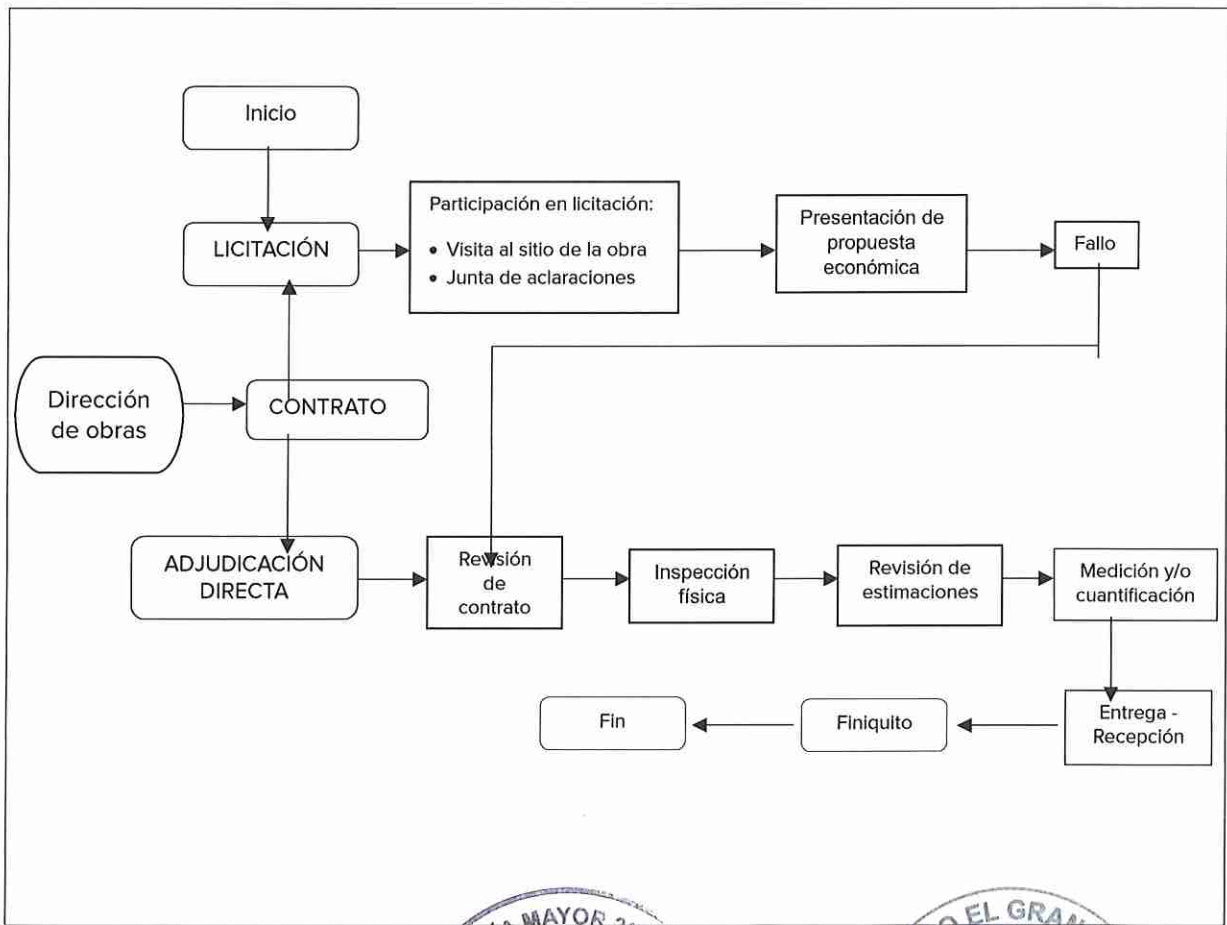 Inicio
LICITACIÓN
Participación en licitación:
• Visita al sitio de la obra
• Junta de aclaraciones
Presentación de
propuesta
económica
Fallo
Dirección
de obras
CONTRATO
ADJUDICACIÓN
DIRECTA
Revisión
de
contrato
Inspección
física
Revisión de
estimaciones
Medición y/o
cuantificación
Entrega -
Recepción
Finiquito
Fin
MAYOR
EL GRAN